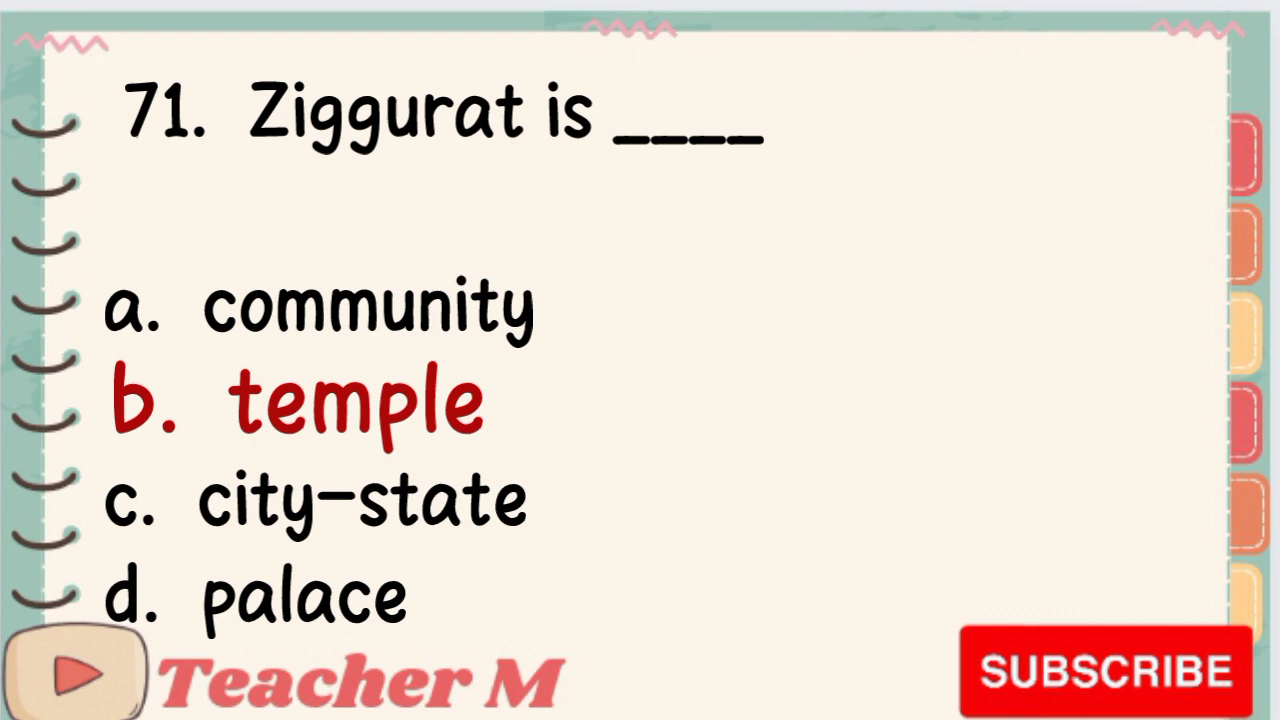 71. Ziggurat is ____
a. community
b. temple
c. city-state
d. palace
Teacher M
SUBSCRIBE